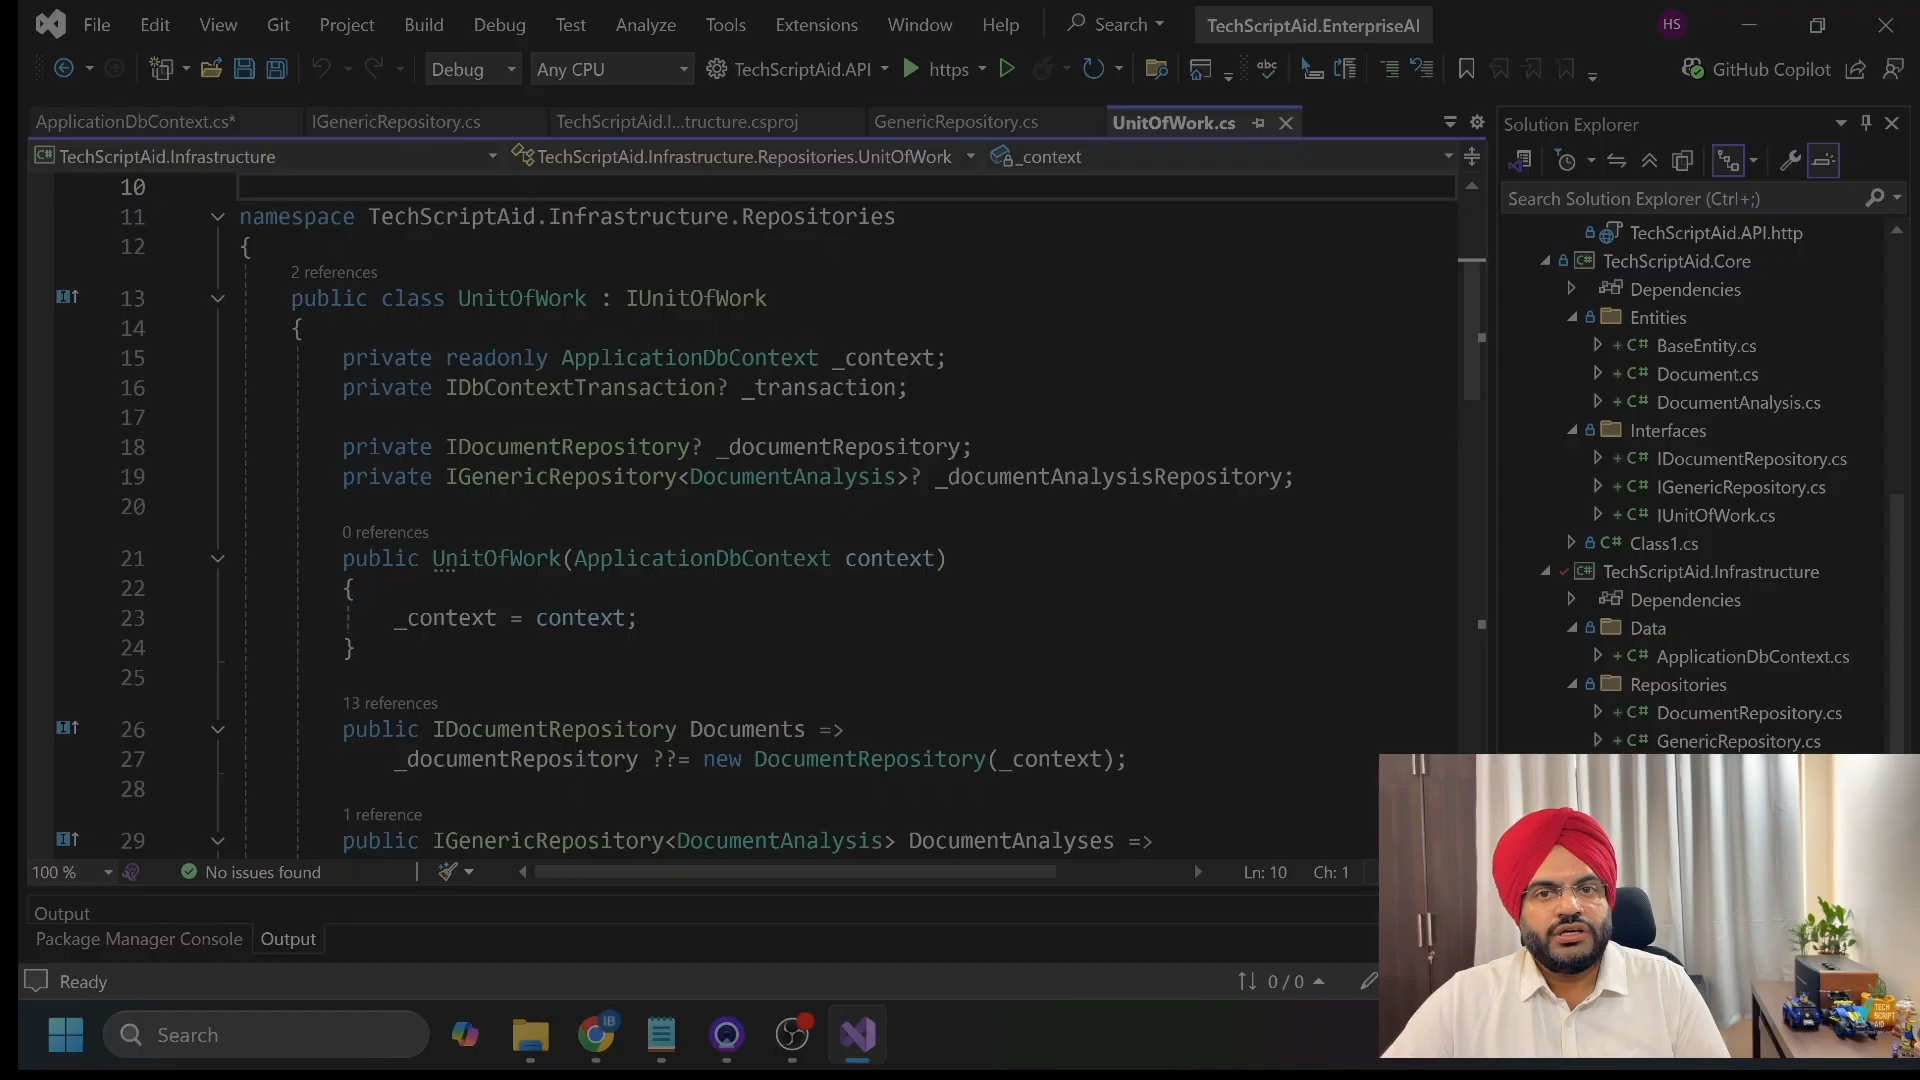 File Edit View Git Project Build Debug Test Analyze Tools Extensions Window Help Search TechScriptAid.EnterpriseAI HS
Debug Any CPU TechScriptAid.API https abc GitHub Copilot
ApplicationDbContext.cs* IGenericRepository.cs TechScriptAid.I...tructure.csproj GenericRepository.cs UnitOfWork.cs
TechScriptAid.Infrastructure TechScriptAid.Infrastructure.Repositories.UnitOfWork _context
10
11 namespace TechScriptAid.Infrastructure.Repositories
12 {
2 references
13 public class UnitOfWork : IUnitOfWork
14 {
15 private readonly ApplicationDbContext _context;
16 private IDbContextTransaction? _transaction;
17
18 private IDocumentRepository? _documentRepository;
19 private IGenericRepository<DocumentAnalysis>? _documentAnalysisRepository;
20
0 references
21 public UnitOfWork(ApplicationDbContext context)
22 {
23 _context = context;
24 }
25
13 references
26 public IDocumentRepository Documents =>
27 _documentRepository ??= new DocumentRepository(_context);
28
1 reference
29 public IGenericRepository<DocumentAnalysis> DocumentAnalyses =>
100 % No issues found Ln: 10 Ch: 1
Output
Package Manager Console Output
Ready 0 / 0
Search
IB
Solution Explorer
Search Solution Explorer (Ctrl+;)
TechScriptAid.API.http
C# TechScriptAid.Core
Dependencies
Entities
C# BaseEntity.cs
C# Document.cs
C# DocumentAnalysis.cs
Interfaces
C# IDocumentRepository.cs
C# IGenericRepository.cs
C# IUnitOfWork.cs
C# Class1.cs
C# TechScriptAid.Infrastructure
Dependencies
Data
C# ApplicationDbContext.cs
Repositories
C# DocumentRepository.cs
C# GenericRepository.cs
TECH
SCRIPT
AID